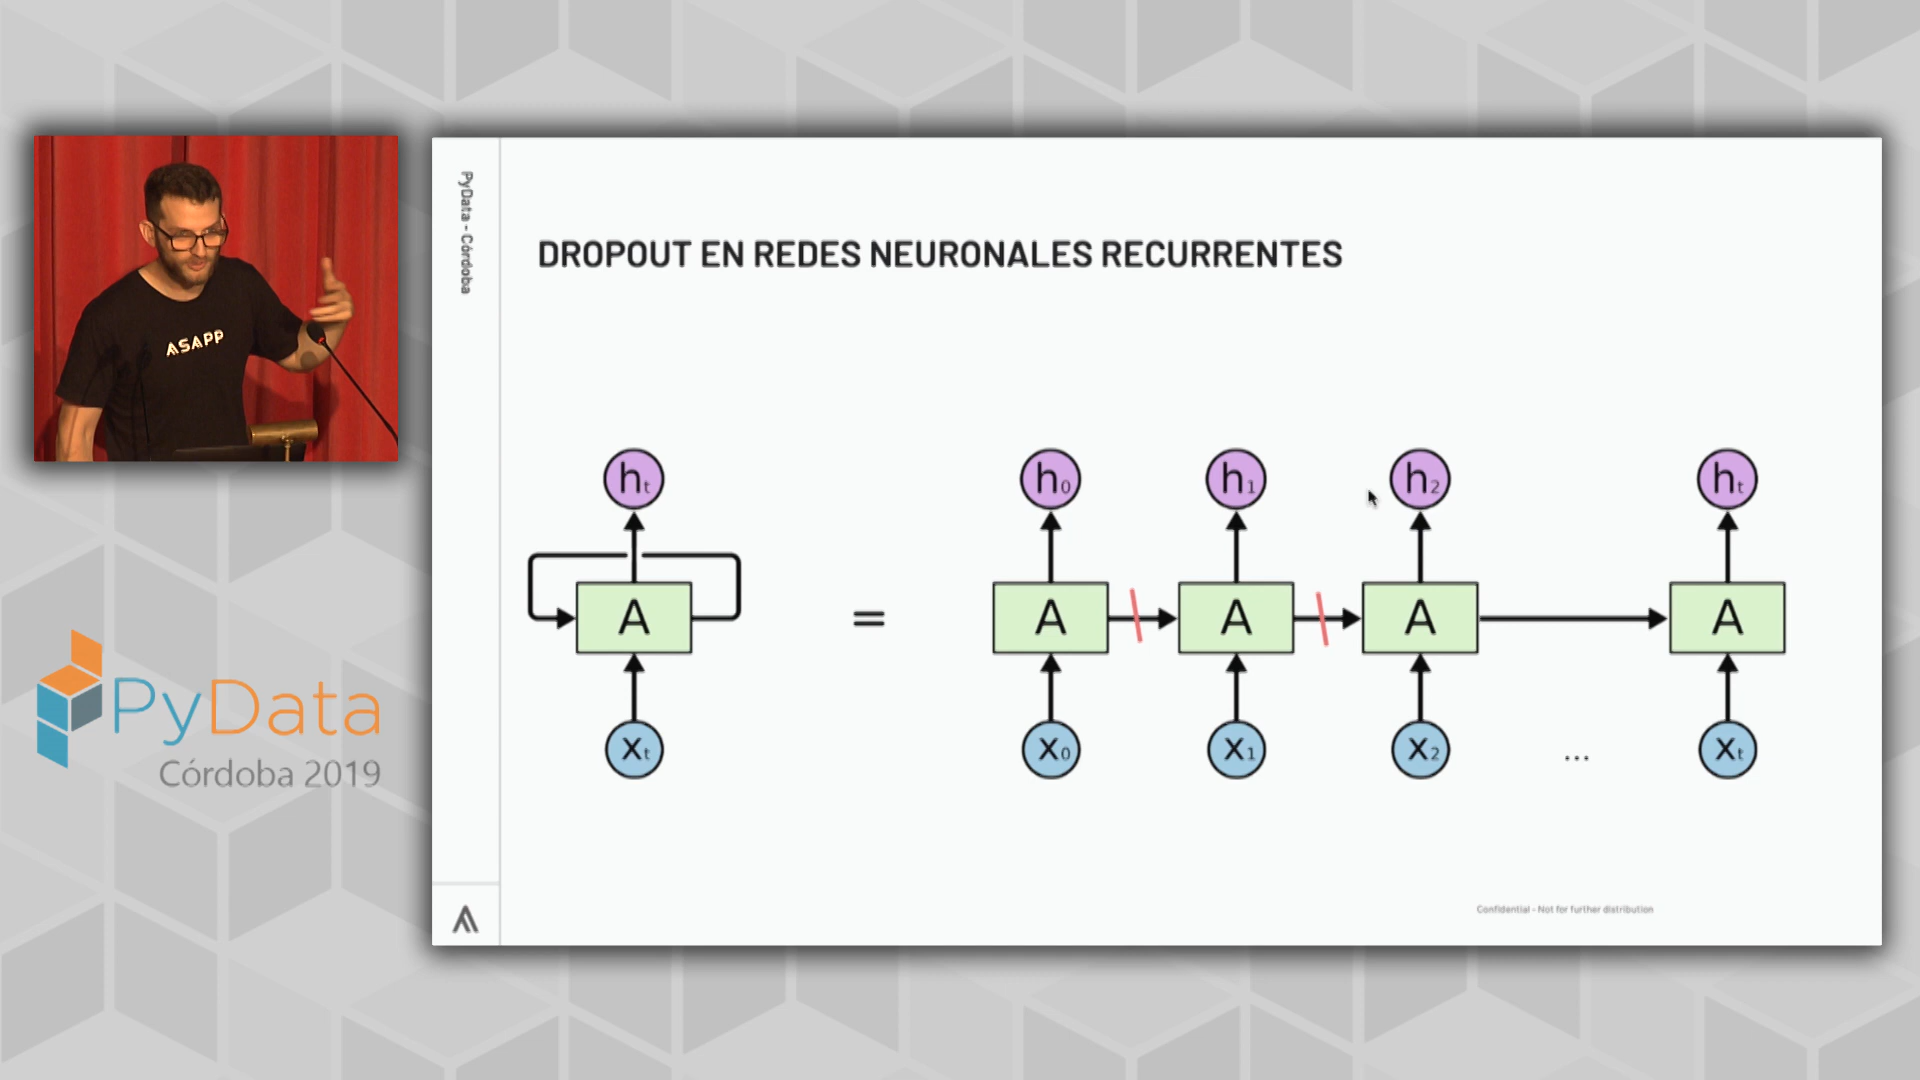 ASAPP
PyData
Córdoba 2019
PyData - Córdoba
DROPOUT EN REDES NEURONALES RECURRENTES
ht
h0
h1
h2
ht
A
=
A
A
A
A
xt
x0
x1
x2
...
xt
Confidential - Not for further distribution